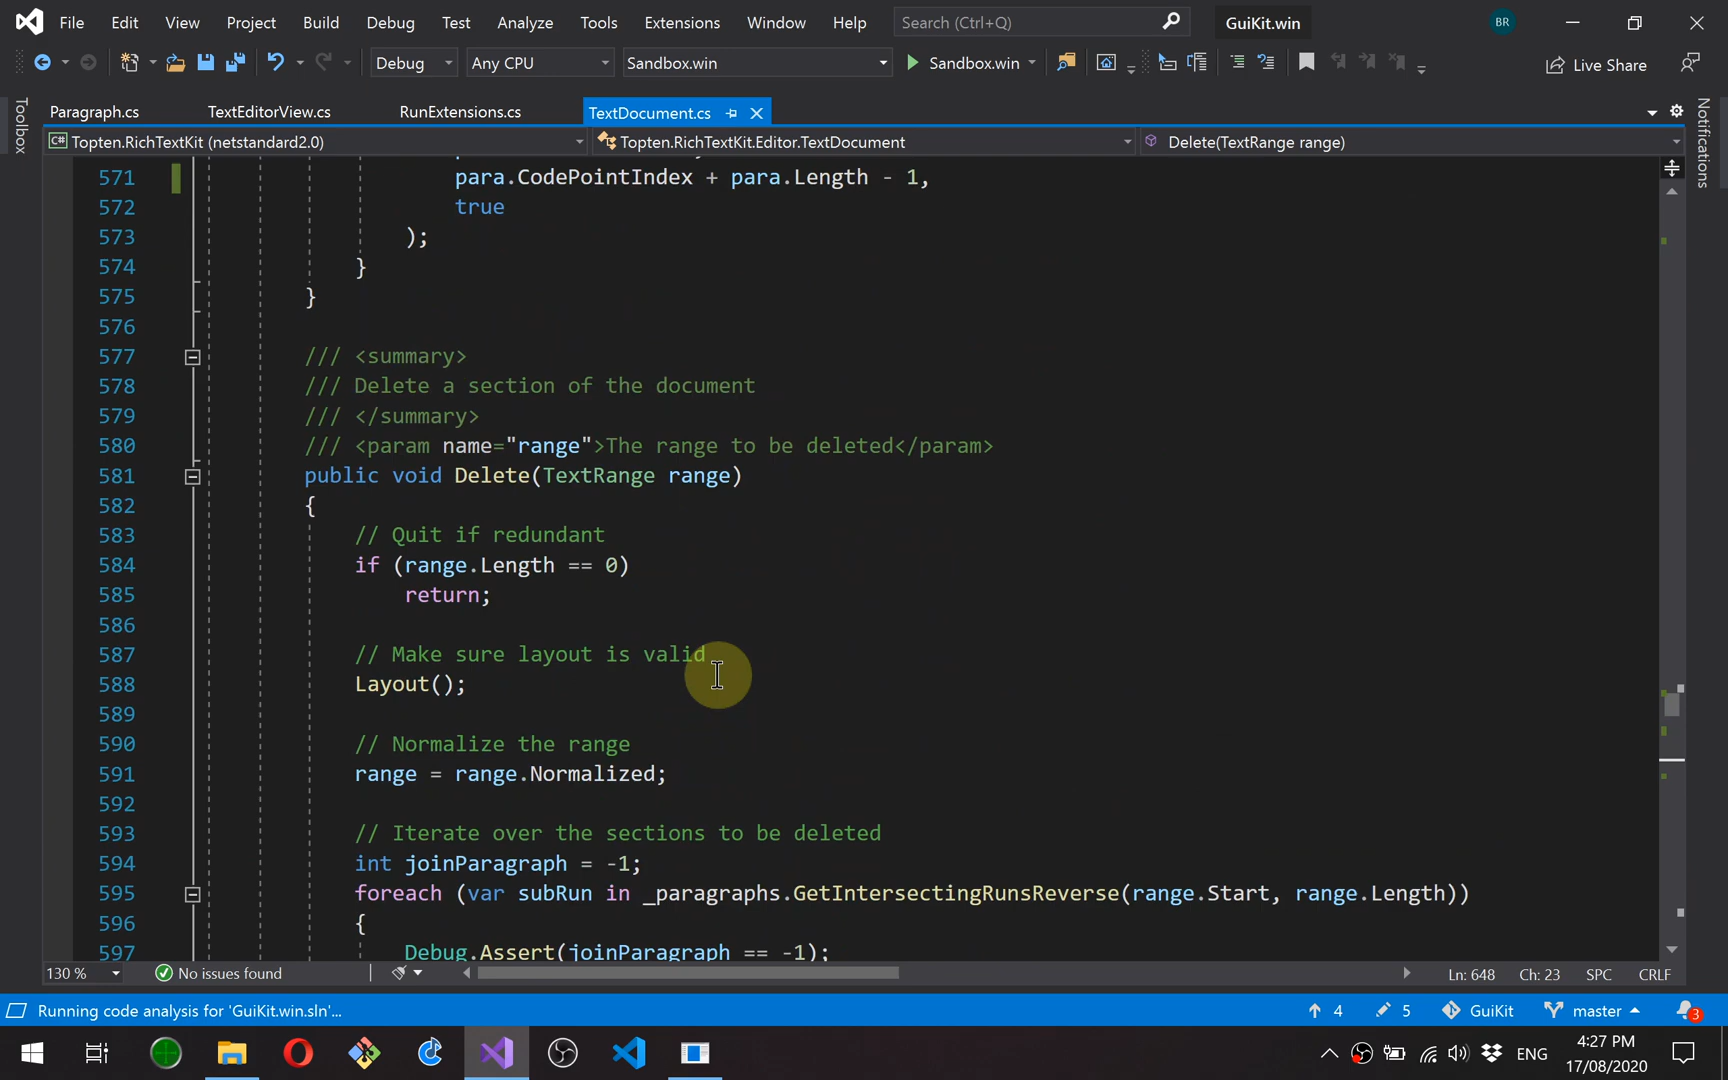 File Edit View Project Build Debug Test Analyze Tools Extensions Window Help Search (Ctrl+Q) GuiKit.win BR
Debug Any CPU Sandbox.win Sandbox.win Live Share
Toolbox
Paragraph.cs TextEditorView.cs RunExtensions.cs TextDocument.cs
Notifications
C# Topten.RichTextKit (netstandard2.0) Topten.RichTextKit.Editor.TextDocument Delete(TextRange range)
571 para.CodePointIndex + para.Length - 1,
572 true
573 );
574 }
575 }
576
577 /// <summary>
578 /// Delete a section of the document
579 /// </summary>
580 /// <param name="range">The range to be deleted</param>
581 public void Delete(TextRange range)
582 {
583 // Quit if redundant
584 if (range.Length == 0)
585 return;
586
587 // Make sure layout is valid
588 Layout();
589
590 // Normalize the range
591 range = range.Normalized;
592
593 // Iterate over the sections to be deleted
594 int joinParagraph = -1;
595 foreach (var subRun in _paragraphs.GetIntersectingRunsReverse(range.Start, range.Length))
596 {
597 Debug.Assert(joinParagraph == -1);
130 % No issues found Ln: 648 Ch: 23 SPC CRLF
Running code analysis for 'GuiKit.win.sln'... 4 5 GuiKit master 3
ENG 4:27 PM
17/08/2020